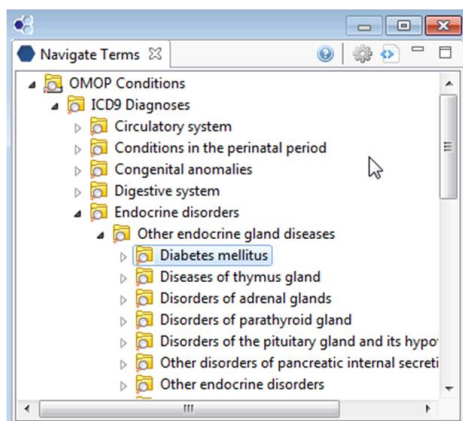 Navigate Terms
OMOP Conditions
ICD9 Diagnoses
Circulatory system
Conditions in the perinatal period
Congenital anomalies
Digestive system
Endocrine disorders
Other endocrine gland diseases
Diabetes mellitus
Diseases of thymus gland
Disorders of adrenal glands
Disorders of parathyroid gland
Disorders of the pituitary gland and its hypo
Other disorders of pancreatic internal secreti
Other endocrine disorders